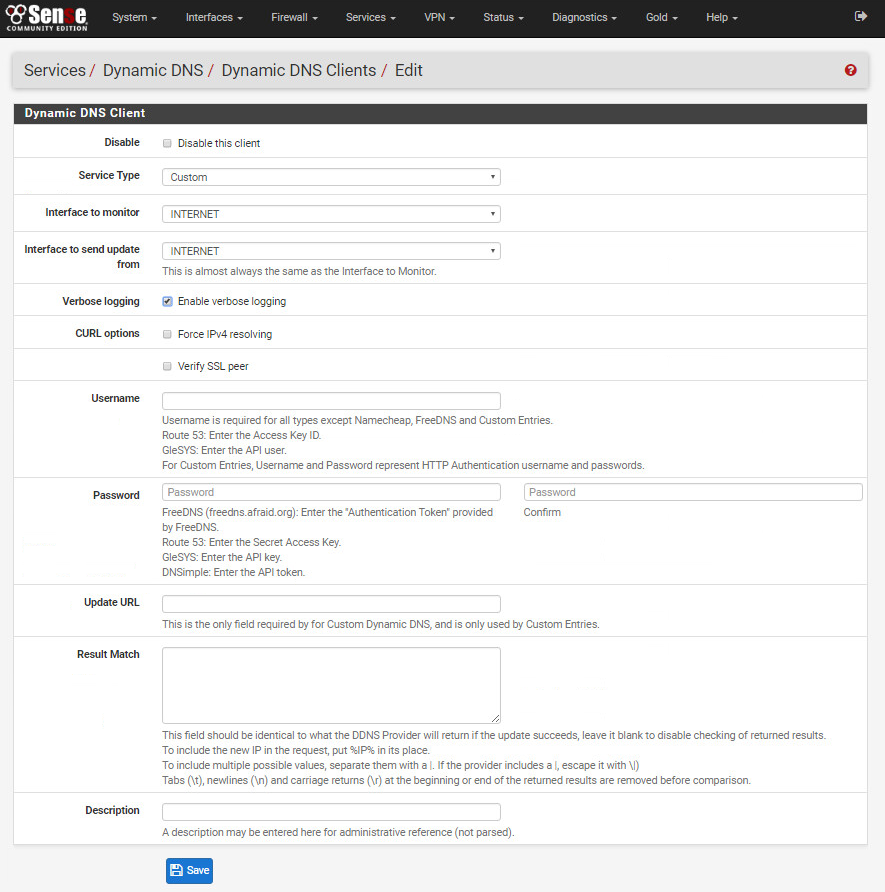 Sense
COMMUNITY EDITION
System Interfaces Firewall Services VPN Status Diagnostics Gold Help
Services / Dynamic DNS / Dynamic DNS Clients / Edit
?
Dynamic DNS Client
Disable Disable this client
Service Type Custom
Interface to monitor INTERNET
Interface to send update from INTERNET
This is almost always the same as the Interface to Monitor.
Verbose logging Enable verbose logging
CURL options Force IPv4 resolving
Verify SSL peer
Username
Username is required for all types except Namecheap, FreeDNS and Custom Entries.
Route 53: Enter the Access Key ID.
GleSYS: Enter the API user.
For Custom Entries, Username and Password represent HTTP Authentication username and passwords.
Password Password Password
FreeDNS (freedns.afraid.org): Enter the "Authentication Token" provided
by FreeDNS.
Route 53: Enter the Secret Access Key.
GleSYS: Enter the API key.
DNSimple: Enter the API token.
Confirm
Update URL
This is the only field required by for Custom Dynamic DNS, and is only used by Custom Entries.
Result Match
This field should be identical to what the DDNS Provider will return if the update succeeds, leave it blank to disable checking of returned results.
To include the new IP in the request, put %IP% in its place.
To include multiple possible values, separate them with a |. If the provider includes a |, escape it with \|)
Tabs (\t), newlines (\n) and carriage returns (\r) at the beginning or end of the returned results are removed before comparison.
Description
A description may be entered here for administrative reference (not parsed).
Save